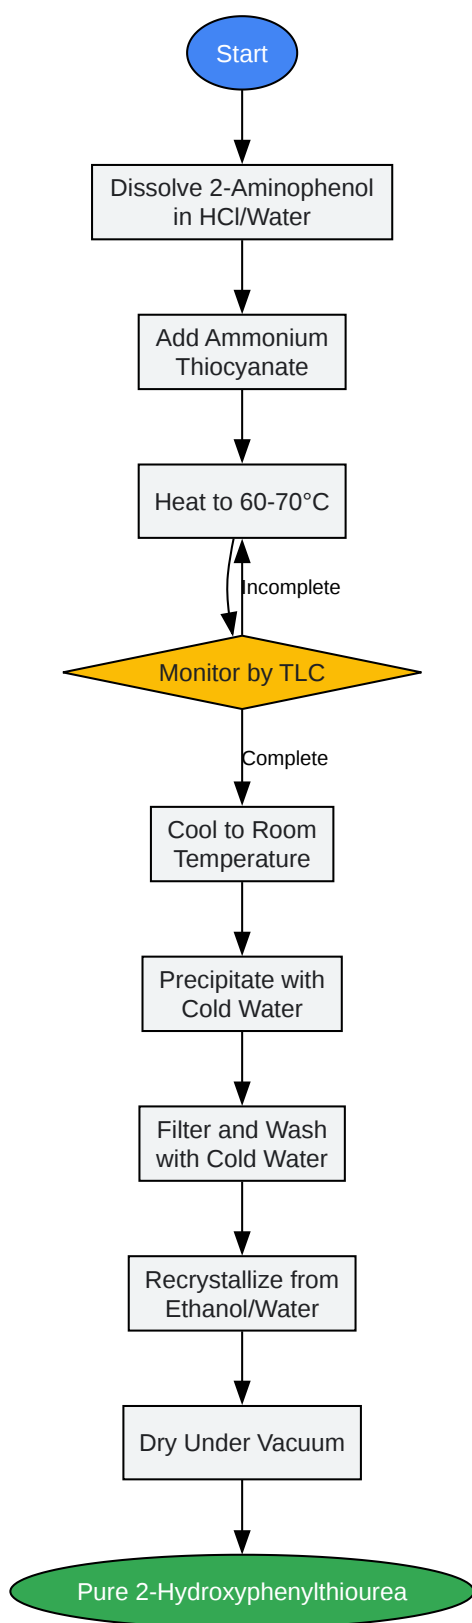 Start
Dissolve 2-Aminophenol
in HCl/Water
Add Ammonium
Thiocyanate
Heat to 60-70°C
Incomplete
Monitor by TLC
Complete
Cool to Room
Temperature
Precipitate with
Cold Water
Filter and Wash
with Cold Water
Recrystallize from
Ethanol/Water
Dry Under Vacuum
Pure 2-Hydroxyphenylthiourea